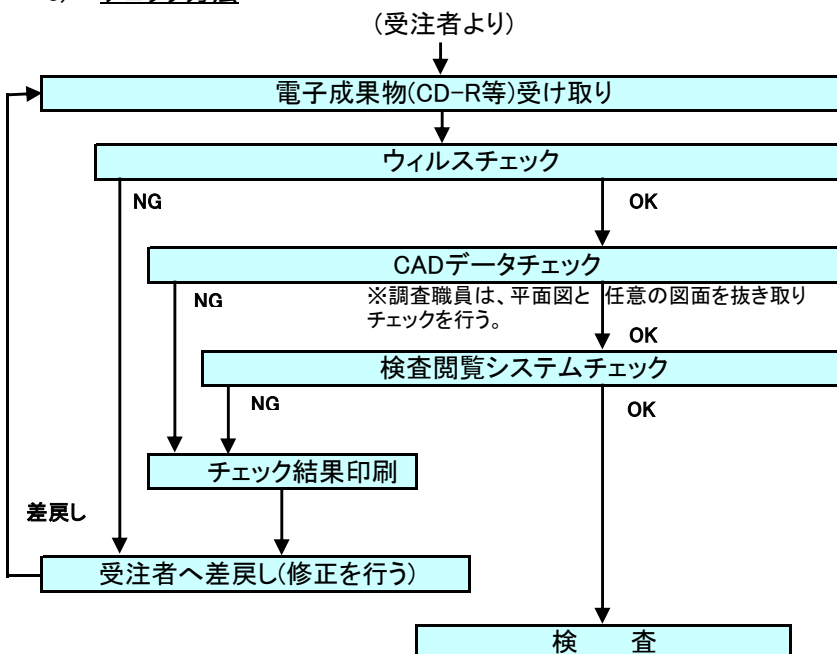 (受注者より)
電子成果物(CD-R等)受け取り
ウィルスチェック
NG
OK
CADデータチェック
NG
※調査職員は、平面図と 任意の図面を抜き取り
チェックを行う。
OK
検査閲覧システムチェック
NG
OK
チェック結果印刷
差戻し
受注者へ差戻し(修正を行う)
検 査